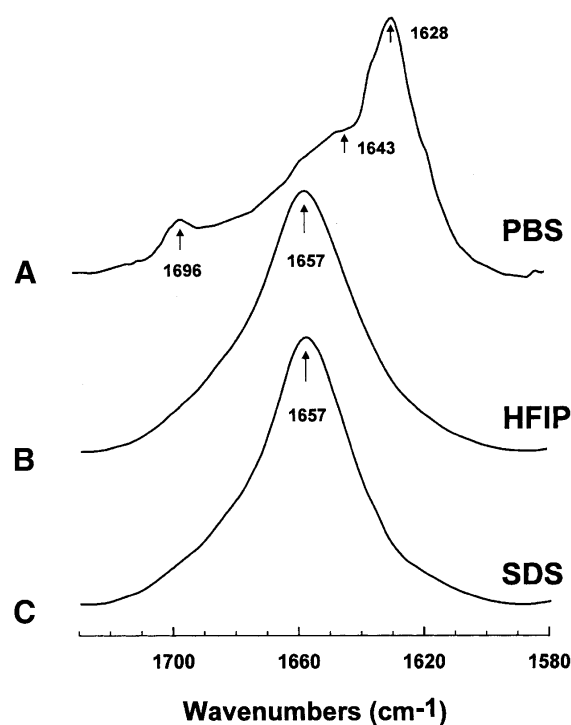 1628
1643
PBS
A
1696
1657
HFIP
B
1657
SDS
C
1700 1660 1620 1580
Wavenumbers (cm-1)